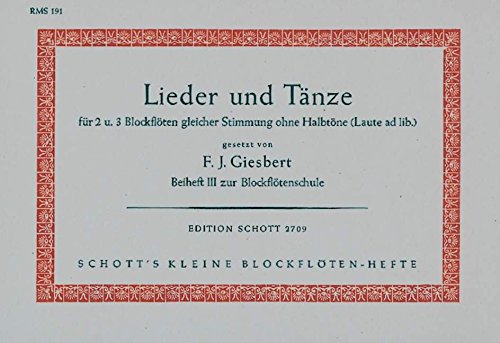 RMS 191
Lieder und Tänze
für 2 u. 3 Blockflöten gleicher Stimmung ohne Halbtöne (Laute ad lib.)
gesetzt von
F. J. Giesbert
Beiheft III zur Blockflötenschule
EDITION SCHOTT 2709
SCHOTT'S KLEINE BLOCKFLÖTEN-HEFTE